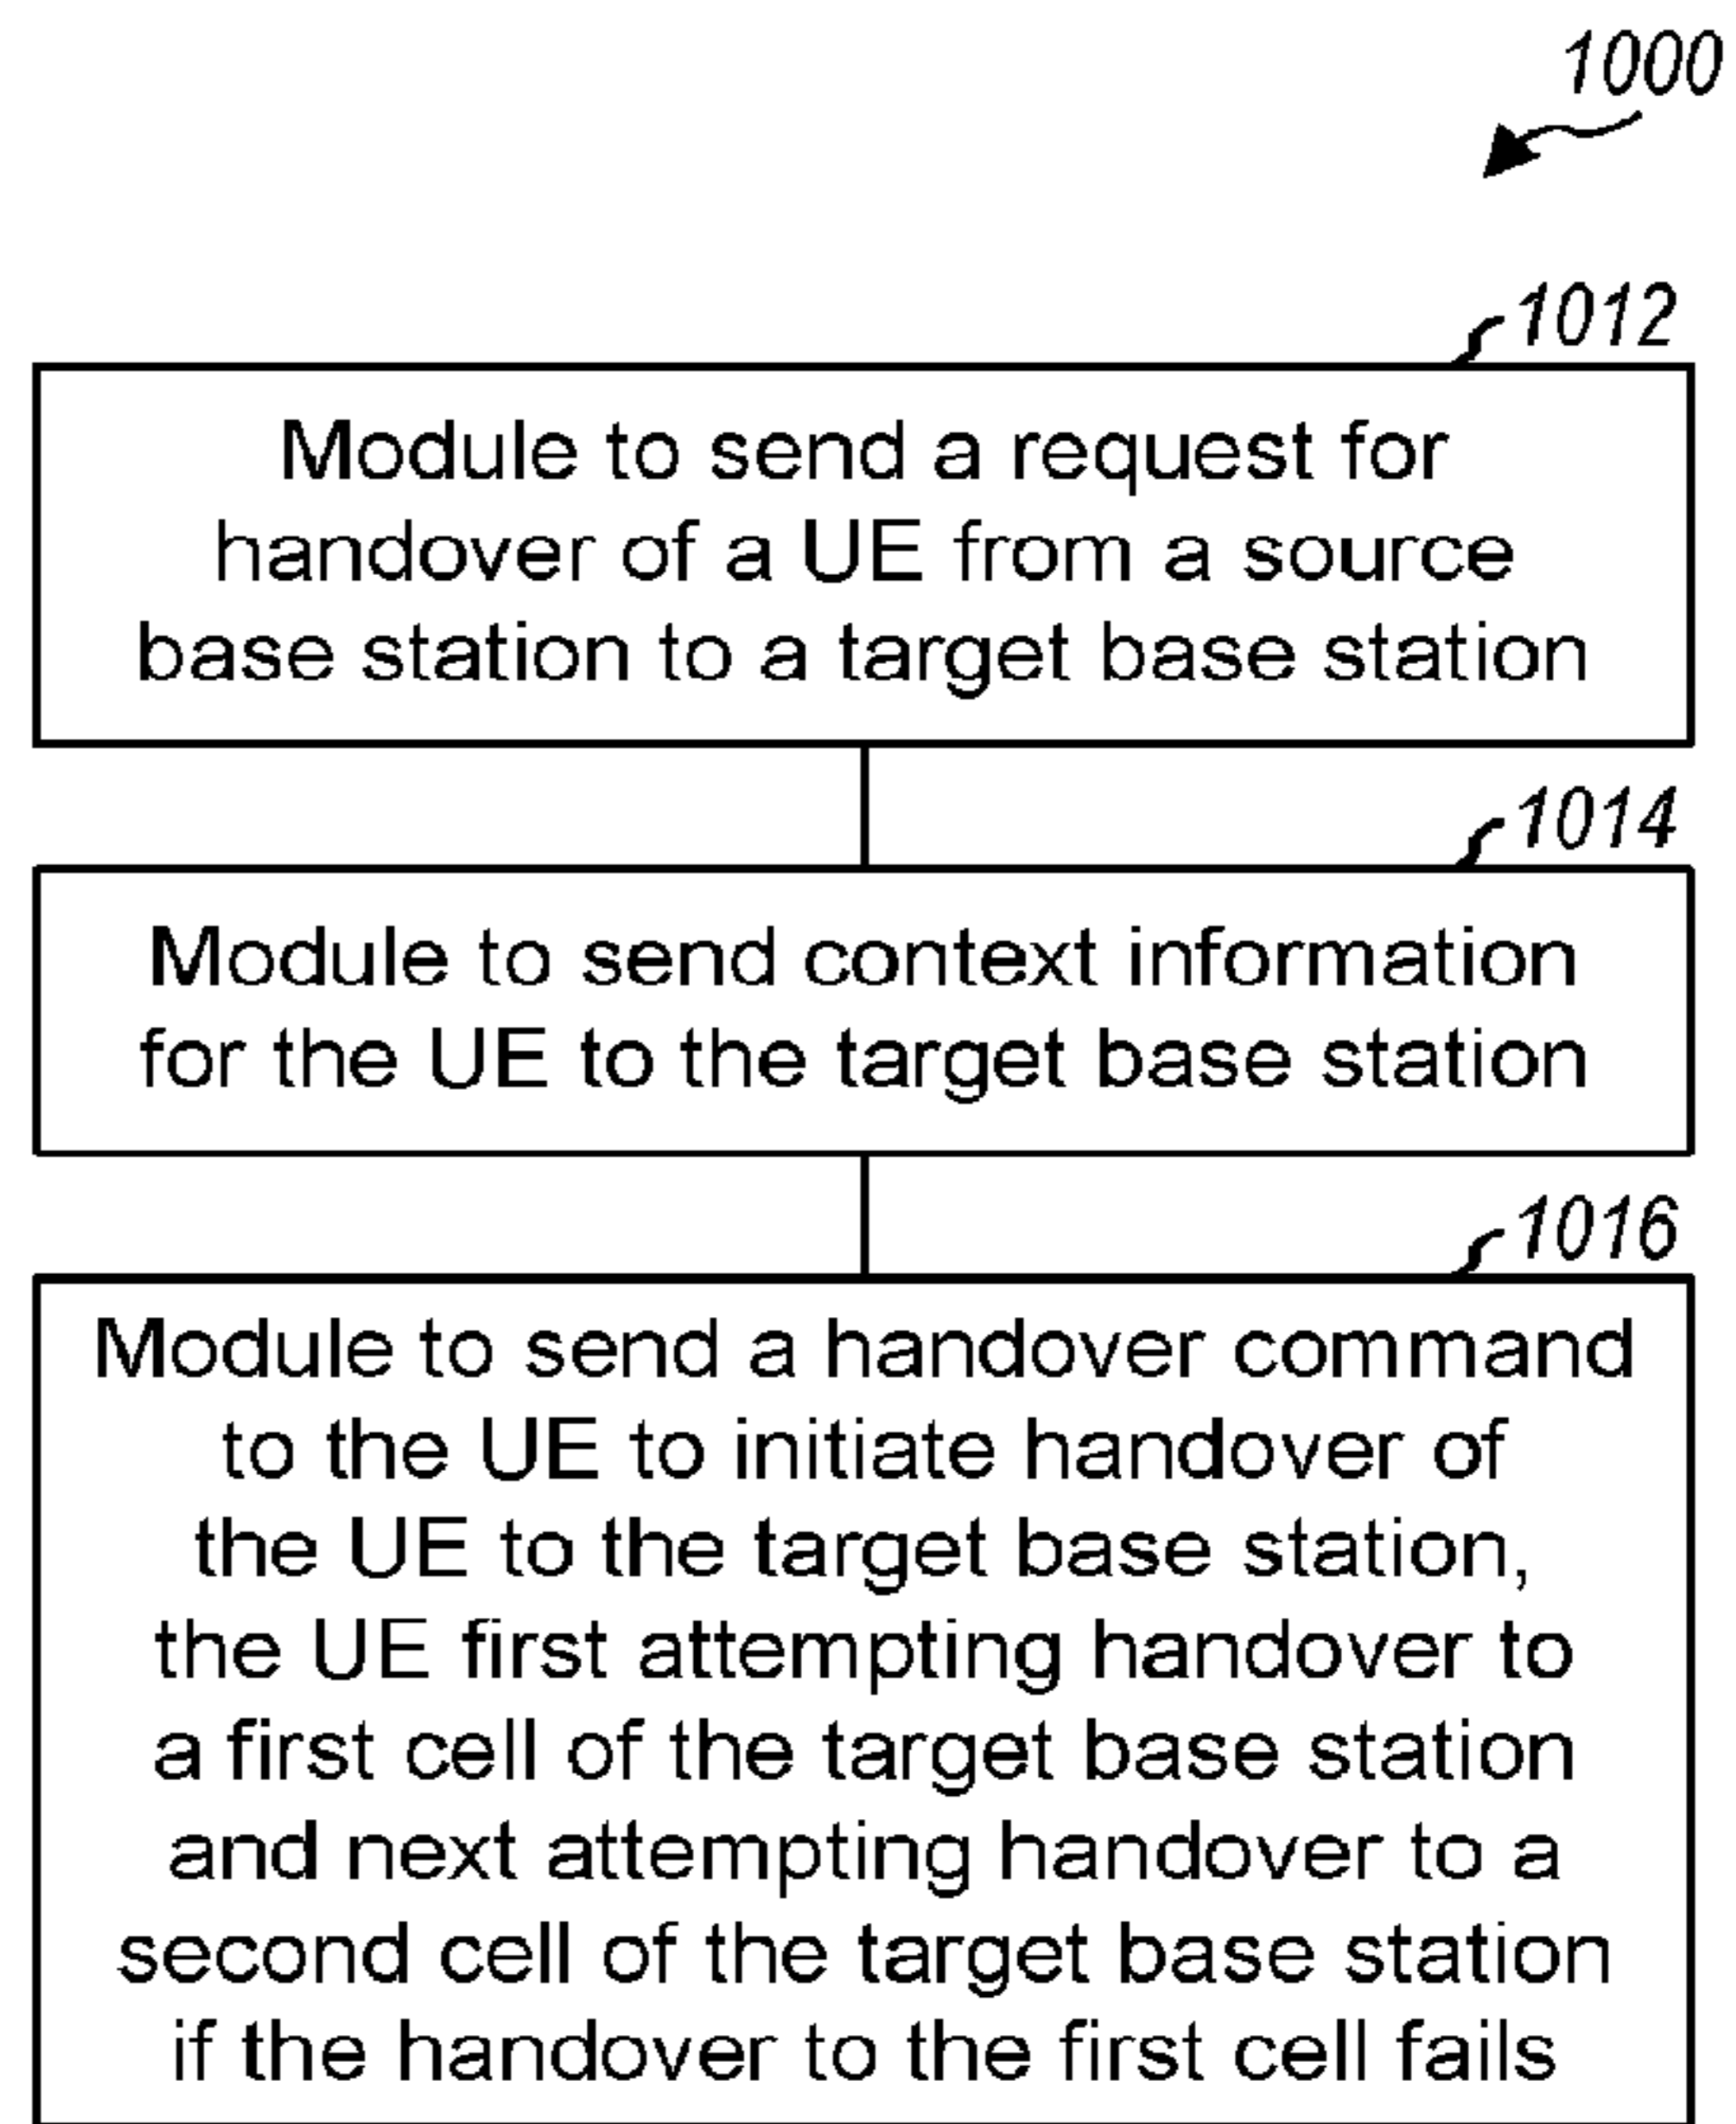 1000
1012
Module to send a request for
handover of a UE from a source
base station to a target base station
1014
Module to send context information
for the UE to the target base station
1016
Module to send a handover command
to the UE to initiate handover of
the UE to the target base station,
the UE first attempting handover to
a first cell of the target base station
and next attempting handover to a
second cell of the target base station
if the handover to the first cell fails